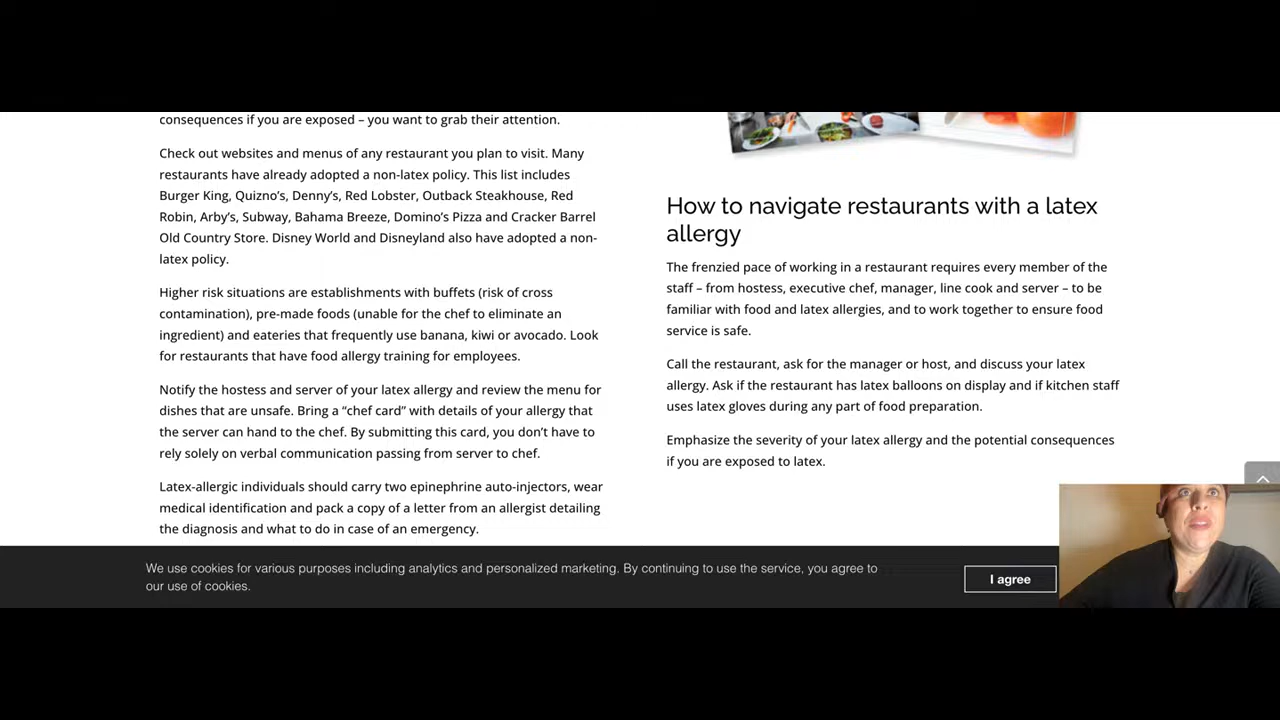 consequences if you are exposed – you want to grab their attention.
Check out websites and menus of any restaurant you plan to visit. Many
restaurants have already adopted a non-latex policy. This list includes
Burger King, Quizno’s, Denny’s, Red Lobster, Outback Steakhouse, Red
Robin, Arby’s, Subway, Bahama Breeze, Domino’s Pizza and Cracker Barrel
Old Country Store. Disney World and Disneyland also have adopted a non-
latex policy.
Higher risk situations are establishments with buffets (risk of cross
contamination), pre-made foods (unable for the chef to eliminate an
ingredient) and eateries that frequently use banana, kiwi or avocado. Look
for restaurants that have food allergy training for employees.
Notify the hostess and server of your latex allergy and review the menu for
dishes that are unsafe. Bring a “chef card” with details of your allergy that
the server can hand to the chef. By submitting this card, you don’t have to
rely solely on verbal communication passing from server to chef.
Latex-allergic individuals should carry two epinephrine auto-injectors, wear
medical identification and pack a copy of a letter from an allergist detailing
the diagnosis and what to do in case of an emergency.
How to navigate restaurants with a latex
allergy
The frenzied pace of working in a restaurant requires every member of the
staff – from hostess, executive chef, manager, line cook and server – to be
familiar with food and latex allergies, and to work together to ensure food
service is safe.
Call the restaurant, ask for the manager or host, and discuss your latex
allergy. Ask if the restaurant has latex balloons on display and if kitchen staff
uses latex gloves during any part of food preparation.
Emphasize the severity of your latex allergy and the potential consequences
if you are exposed to latex.
We use cookies for various purposes including analytics and personalized marketing. By continuing to use the service, you agree to
our use of cookies.
I agree